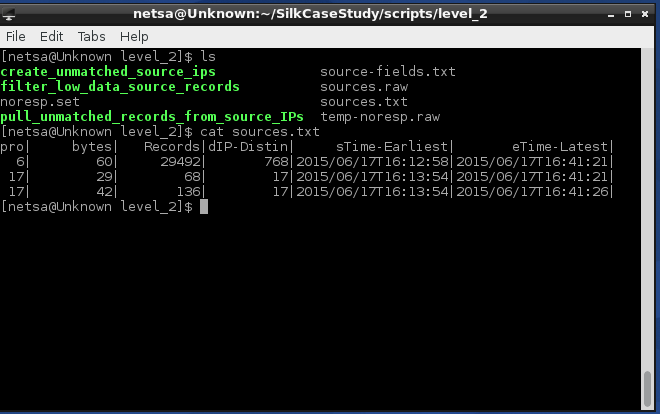 netsa@Unknown:~/SilkCaseStudy/scripts/level_2
File Edit Tabs Help
[netsa@Unknown level_2]$ ls
create_unmatched_source_ips source-fields.txt
filter_low_data_source_records sources.raw
noresp.set sources.txt
pull_unmatched_records_from_source_IPs temp-noresp.raw
[netsa@Unknown level_2]$ cat sources.txt
pro| bytes| Records|dIP-Distin| sTime-Earliest| eTime-Latest|
6| 60| 29492| 768|2015/06/17T16:12:58|2015/06/17T16:41:21|
17| 29| 68| 17|2015/06/17T16:13:54|2015/06/17T16:41:21|
17| 42| 136| 17|2015/06/17T16:13:54|2015/06/17T16:41:26|
[netsa@Unknown level_2]$